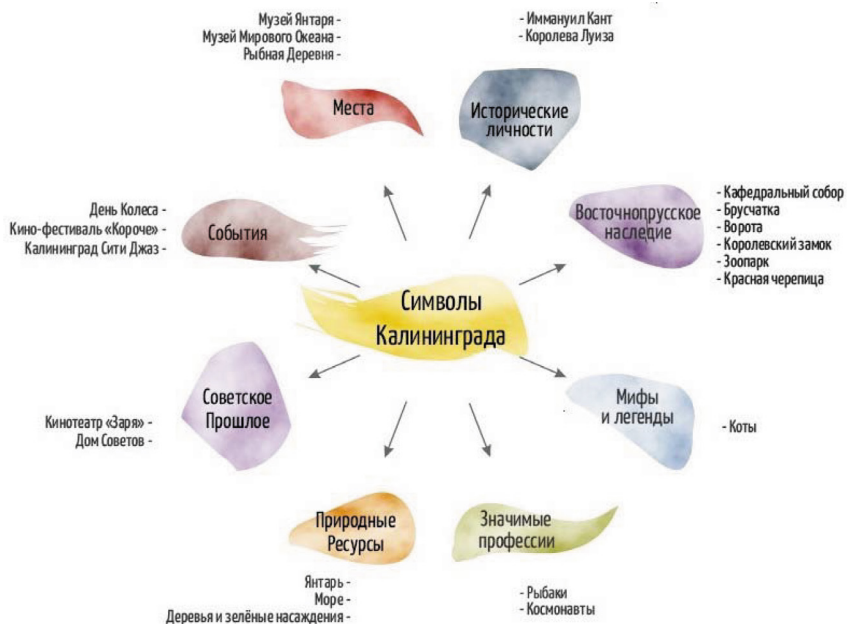 Музей Янтаря -
Музей Мирового Океана -
Рыбная Деревня -
Места
- Иммануил Кант
- Королева Луиза
Исторические
личности
День Колеса -
Кино-фестиваль «Короче» -
Калининград Сити Джаз -
События
Восточнопрусское
наследие
- Кафедральный собор
- Брусчатка
- Ворота
- Королевский замок
- Зоопарк
- Красная черепица
Символы
Калининграда
Советское
Прошлое
Кинотеатр «Заря» -
Дом Советов -
Мифы
и легенды
- Коты
Природные
Ресурсы
Янтарь -
Море -
Деревья и зелёные насаждения -
Значимые
профессии
- Рыбаки
- Космонавты